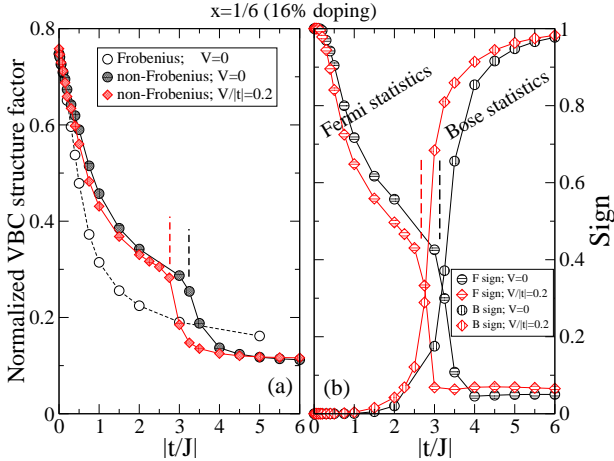 x=1/6 (16% doping)
Normalized VBC structure factor
0.8
0.6
0.4
0.2
0
Frobenius; V=0
non-Frobenius; V=0
non-Frobenius; V/|t|=0.2
(a)
0 1 2 3 4 5 6
|t/J|
Fermi statistics
Bose statistics
F sign; V=0
F sign; V/|t|=0.2
B sign; V=0
B sign; V/|t|=0.2
(b)
0 1 2 3 4 5 6
|t/J|
1
0.8
0.6
0.4
0.2
0
Sign